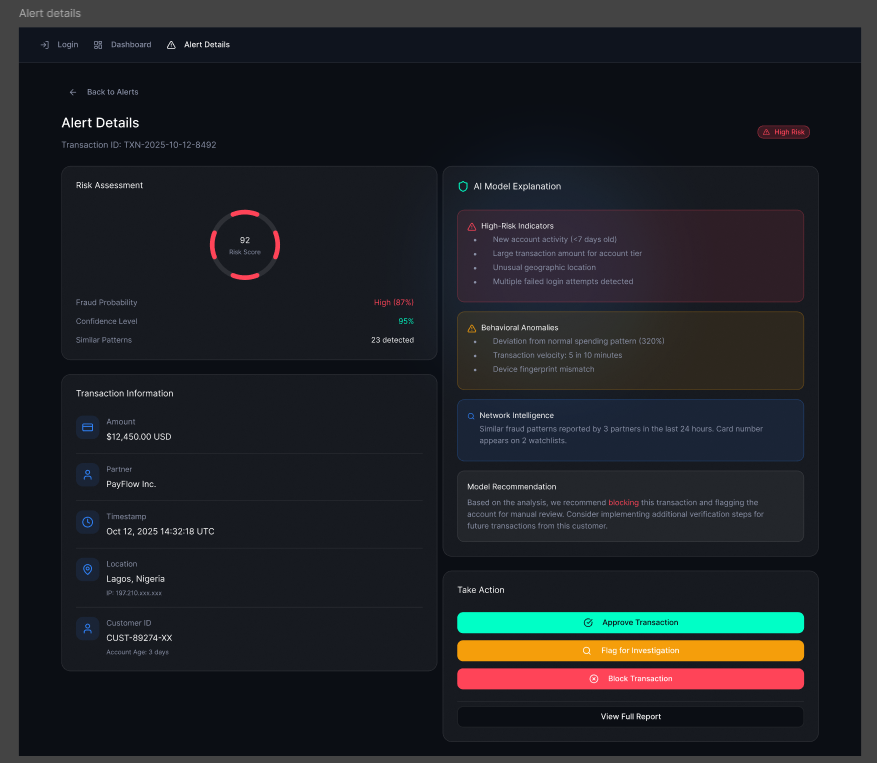 Alert details
Login
Dashboard
Alert Details
Back to Alerts
Alert Details
Transaction ID: TXN-2025-10-12-8492
High Risk
Risk Assessment
92
Risk Score
Fraud Probability
High (87%)
Confidence Level
95%
Similar Patterns
23 detected
Transaction Information
Amount
$12,450.00 USD
Partner
PayFlow Inc.
Timestamp
Oct 12, 2025 14:32:18 UTC
Location
Lagos, Nigeria
IP: 197.210.xxx.xxx
Customer ID
CUST-89274-XX
Account Age: 3 days
AI Model Explanation
High-Risk Indicators
• New account activity (<7 days old)
• Large transaction amount for account tier
• Unusual geographic location
• Multiple failed login attempts detected
Behavioral Anomalies
• Deviation from normal spending pattern (320%)
• Transaction velocity: 5 in 10 minutes
• Device fingerprint mismatch
Network Intelligence
Similar fraud patterns reported by 3 partners in the last 24 hours. Card number
appears on 2 watchlists.
Model Recommendation
Based on the analysis, we recommend blocking this transaction and flagging the
account for manual review. Consider implementing additional verification steps for
future transactions from this customer.
Take Action
Approve Transaction
Flag for Investigation
Block Transaction
View Full Report